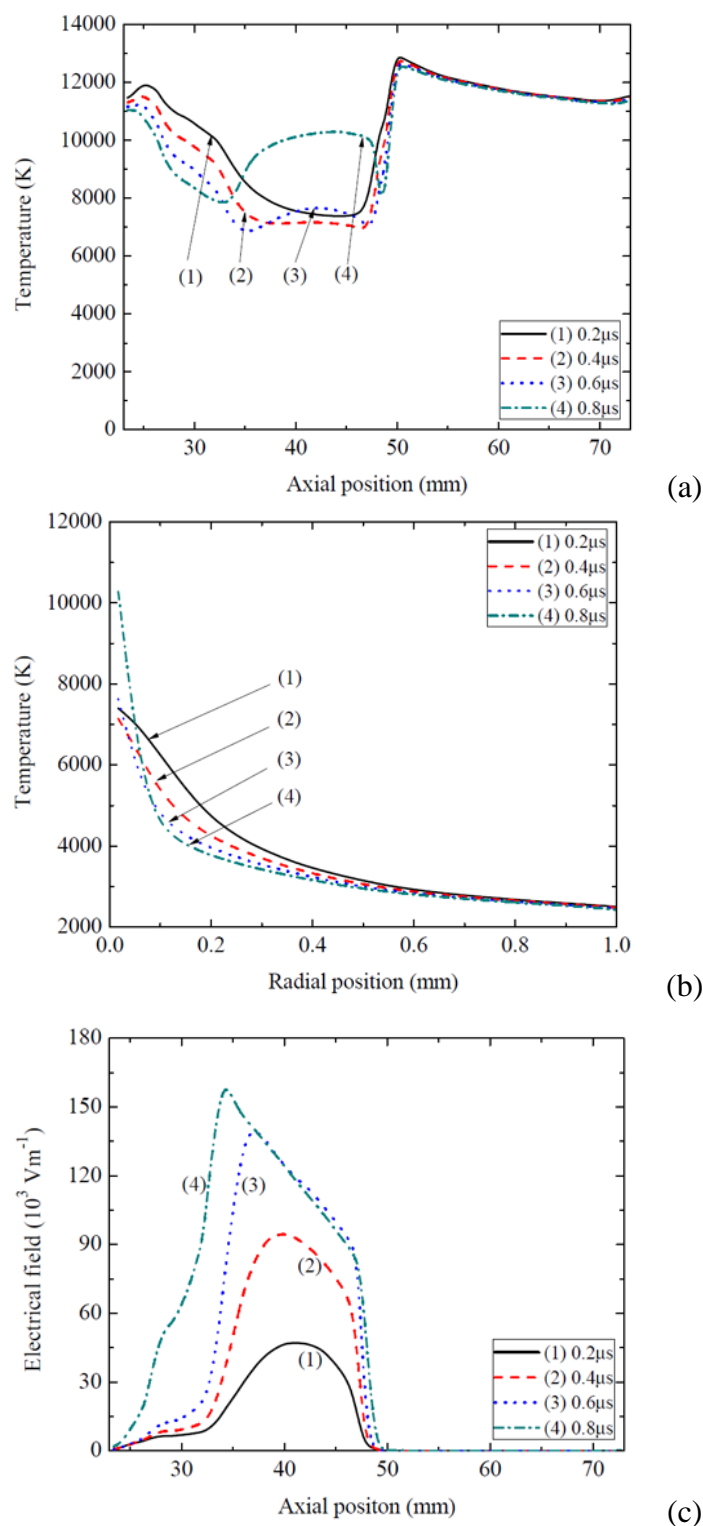 14000
12000
10000
8000
6000
4000
2000
0
Temperature (K)
(1)
(2)
(3)
(4)
(1) 0.2μs
(2) 0.4μs
(3) 0.6μs
(4) 0.8μs
30 40 50 60 70
Axial position (mm)
(a)
12000
10000
8000
6000
4000
2000
Temperature (K)
(1) 0.2μs
(2) 0.4μs
(3) 0.6μs
(4) 0.8μs
(1)
(2)
(3)
(4)
0.0 0.2 0.4 0.6 0.8 1.0
Radial position (mm)
(b)
180
150
120
90
60
30
0
Electrical field (10³ Vm⁻¹)
(4)
(3)
(2)
(1)
(1) 0.2μs
(2) 0.4μs
(3) 0.6μs
(4) 0.8μs
30 40 50 60 70
Axial positon (mm)
(c)